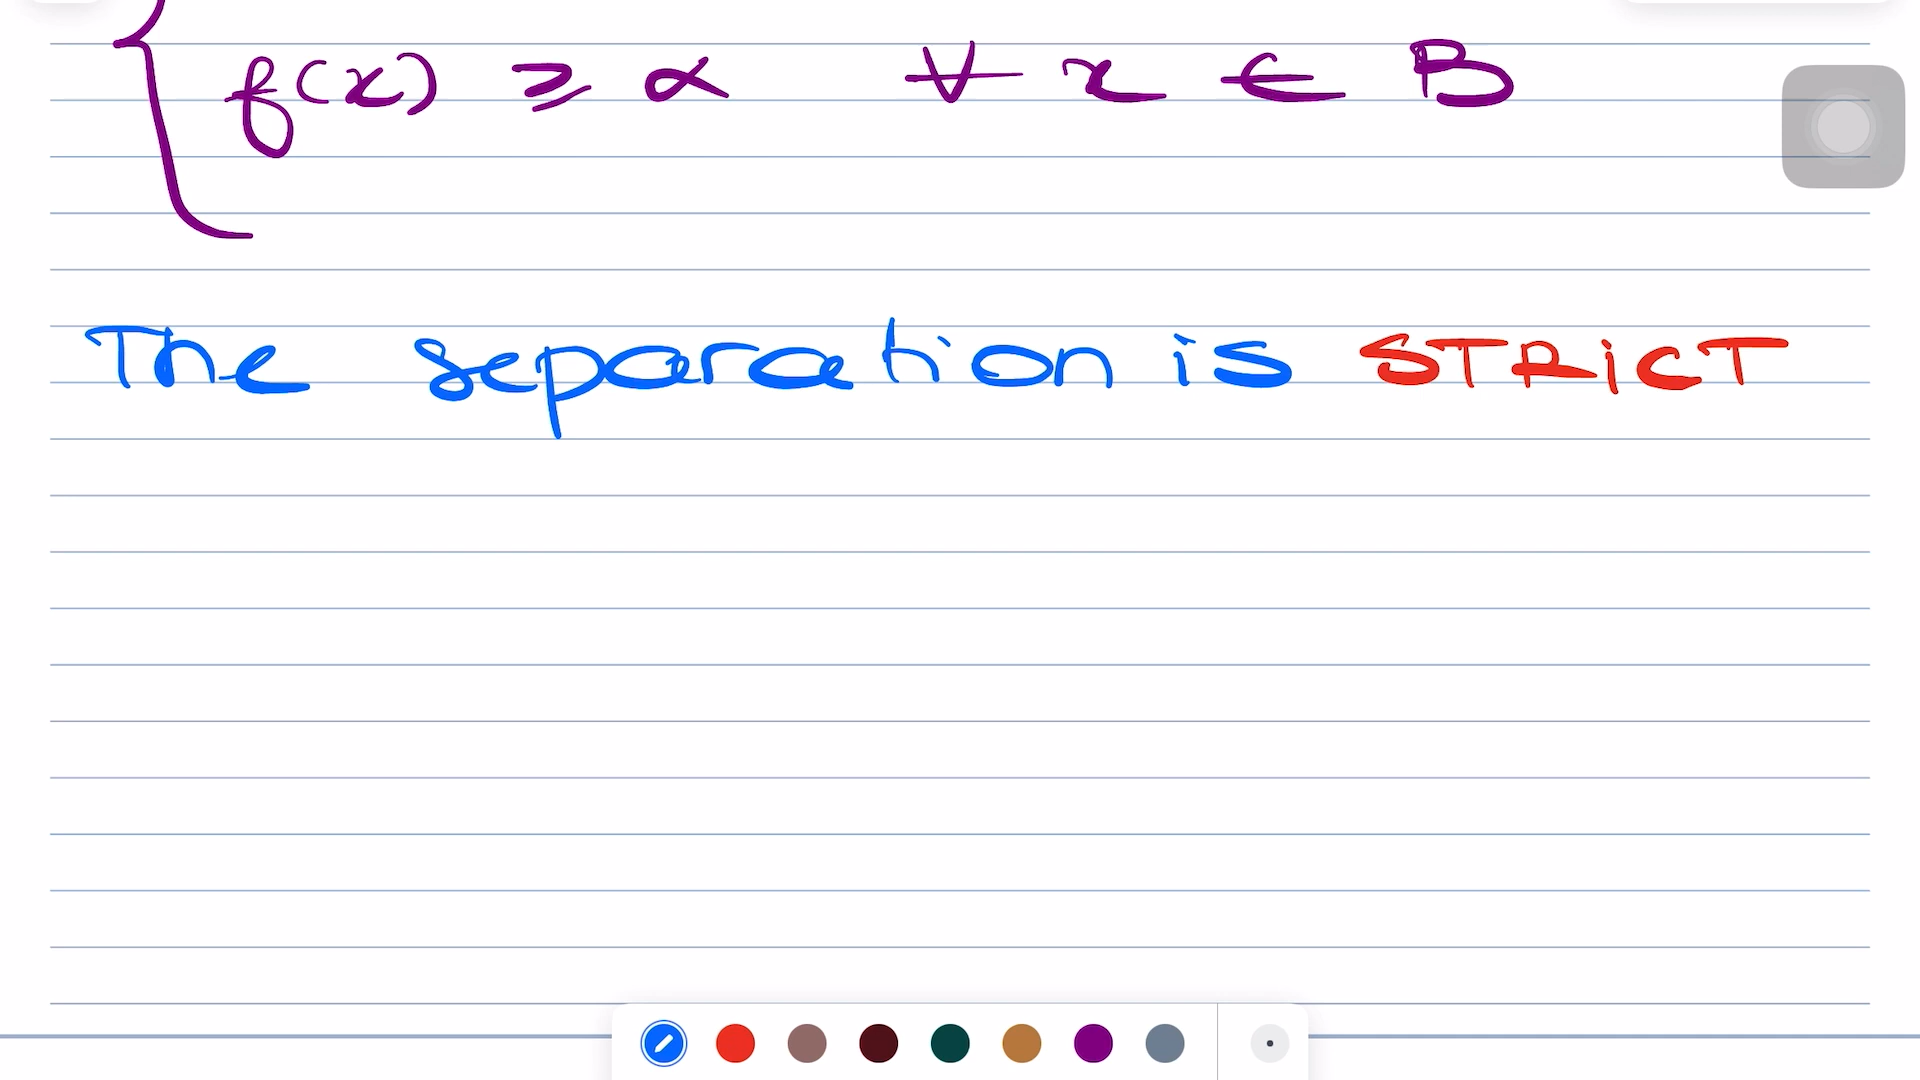 f(x) ≥ α ∀ x ∈ B
The separation is STRiCT